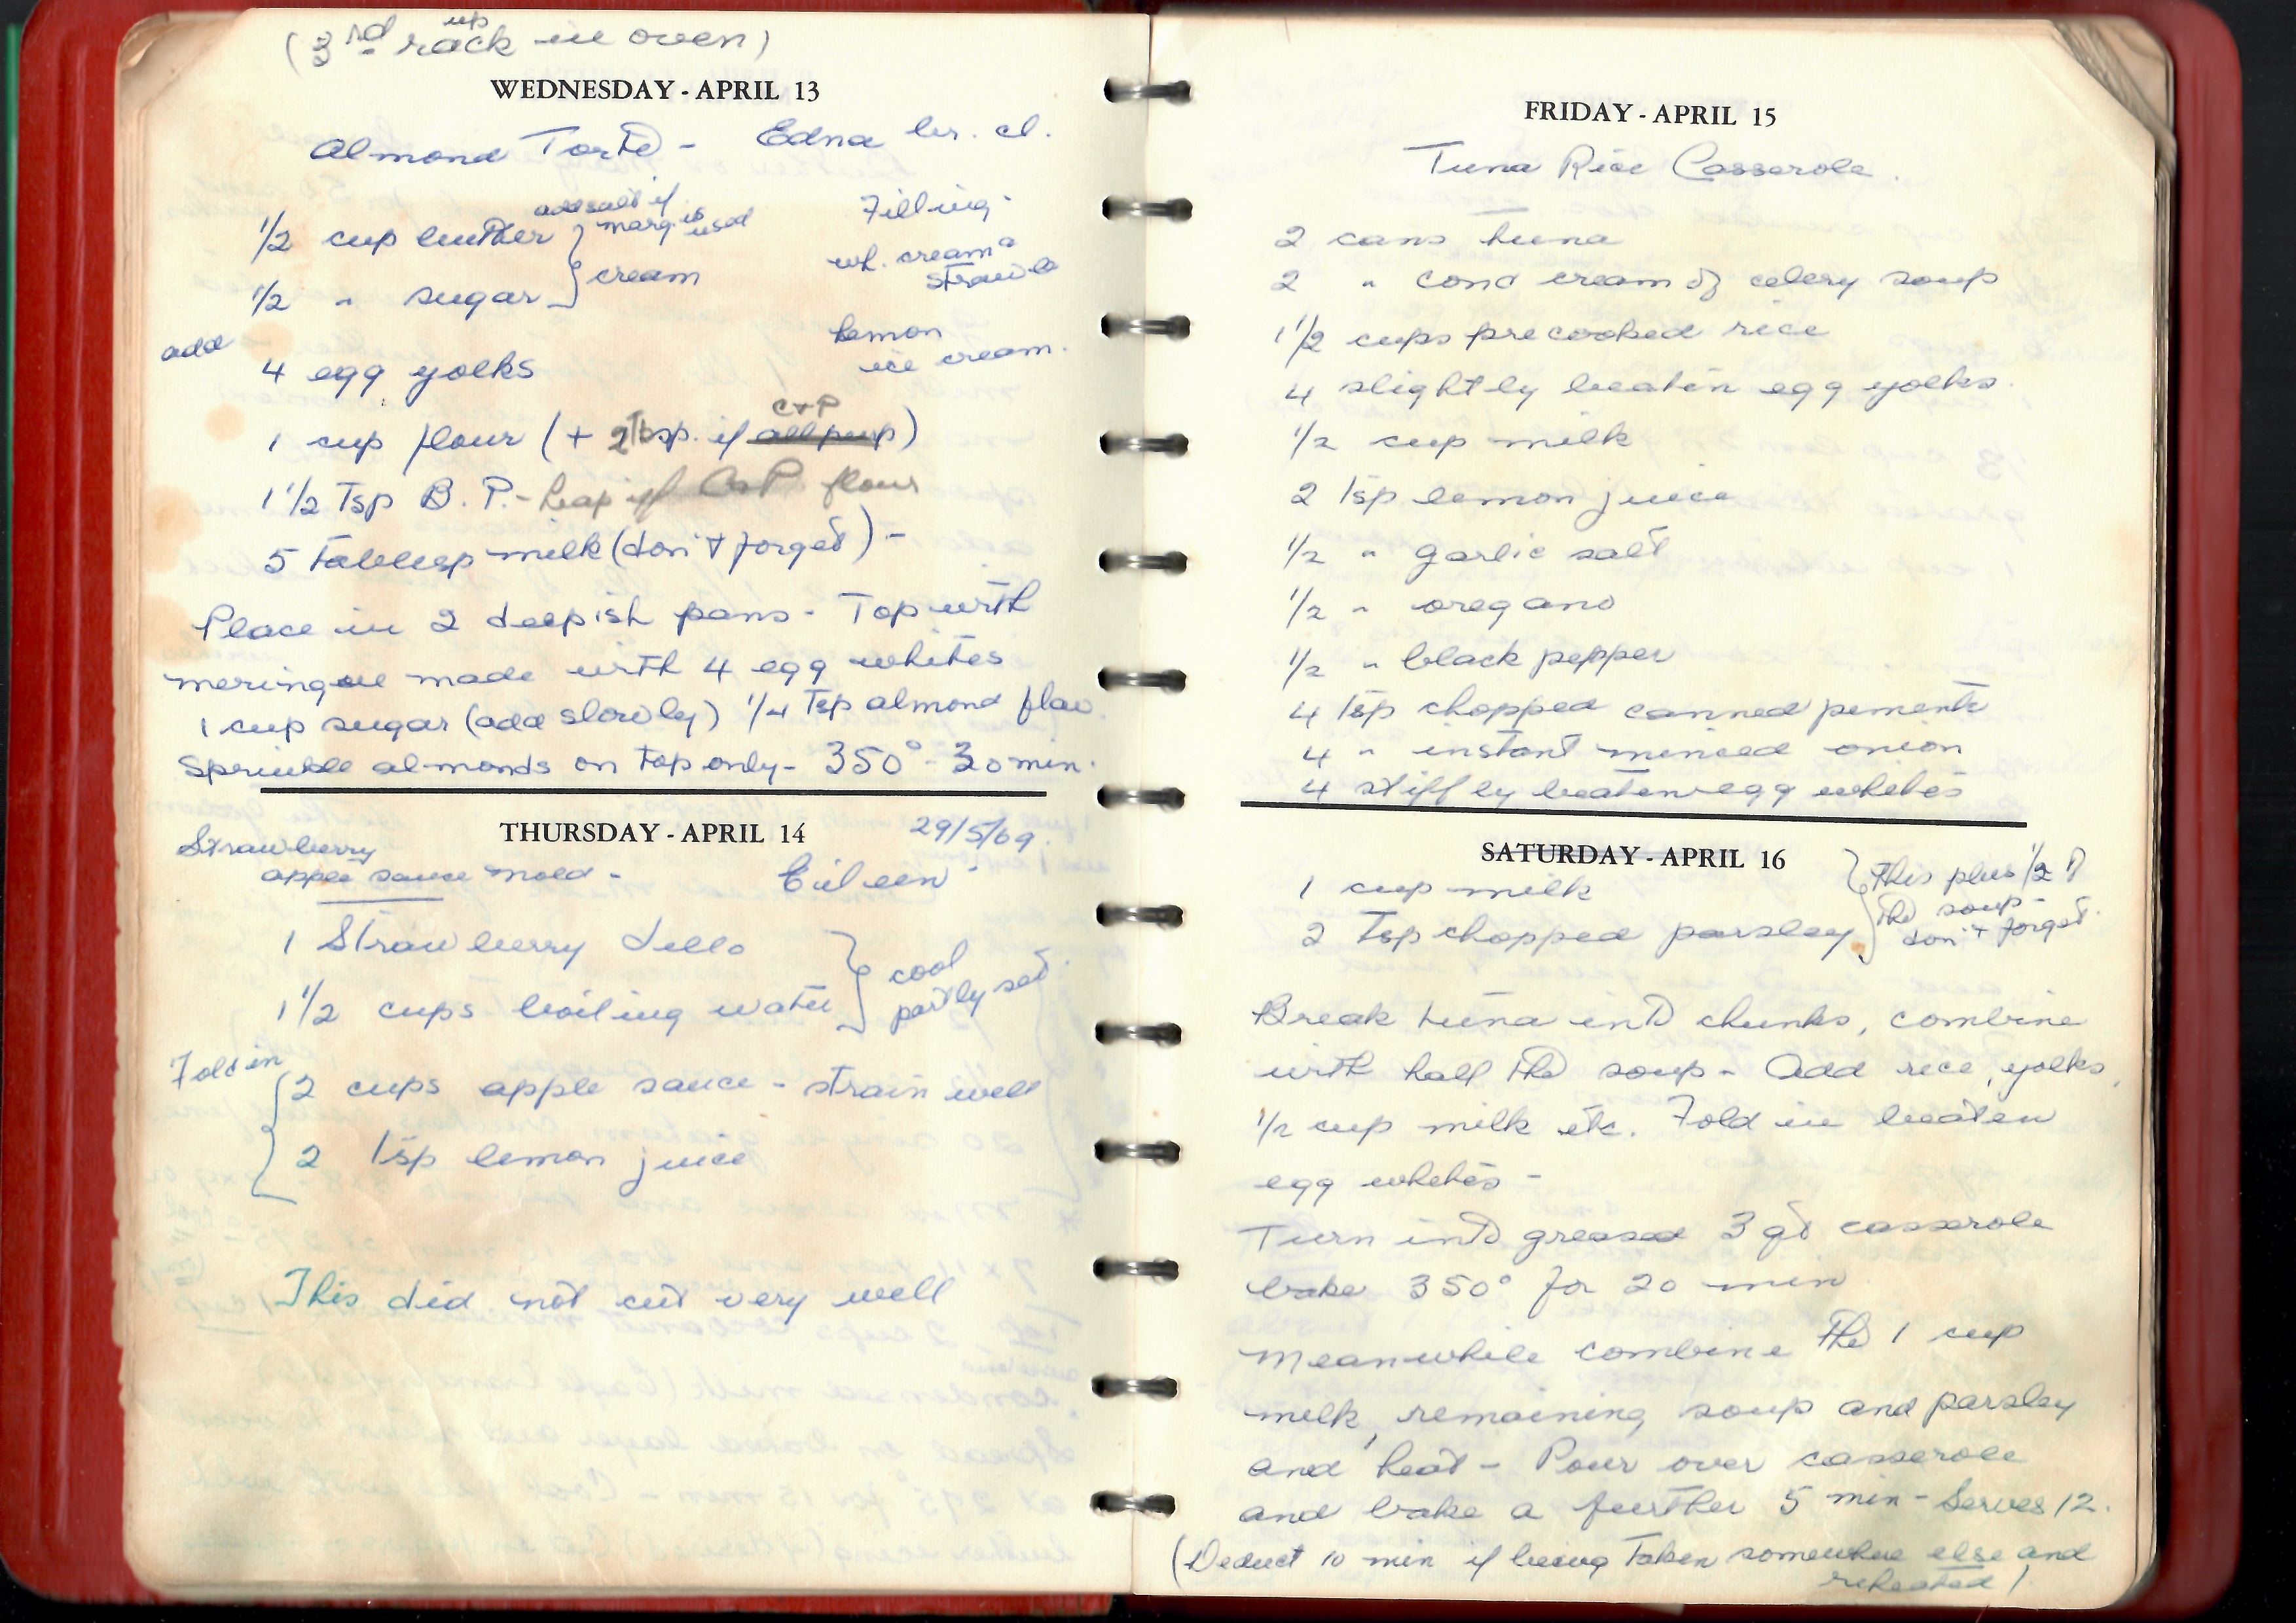 (3rd rack up in oven)
WEDNESDAY - APRIL 13
Almond Torte - Edna br. cl.
1/2 cup butter } add salt if marg. is used
1/2 " sugar } cream
add
4 egg yolks
1 cup flour (+ 2 Tbsp. if C+P)
1 1/2 Tsp B. P. - heap if C+P flour
5 Tablesp milk (don't forget) -
Filling -
wh. cream
strawb
lemon
ice cream.
Place in 2 deepish pans - Top with
meringue made with 4 egg whites
1 cup sugar (add slowly) 1/4 Tsp almond flav.
Sprinkle almonds on top only - 350° - 30 min.
THURSDAY - APRIL 14
29/5/69.
Strawberry
apple sauce mold - Eileen -
1 Strawberry Jello
1 1/2 cups boiling water } cool partly set
Fold in
2 cups apple sauce - strain well
2 Tsp lemon juice
This did not cut very well
FRIDAY - APRIL 15
Tuna Rice Casserole.
2 cans tuna
2 " cond cream of celery soup
1 1/2 cups precooked rice
4 slightly beaten egg yolks.
1/2 cup milk
2 Tsp lemon juice
1/2 " garlic salt
1/2 " oregano
1/2 " black pepper
4 Tsp chopped canned pimento
4 " instant minced onion
4 stiffly beaten egg whites
SATURDAY - APRIL 16
1 cup milk
2 Tsp chopped parsley
} This plus 1/2 of
the soup -
don't forget.
Break tuna into chunks, combine
with half the soup - Add rice, yolks,
1/2 cup milk etc. Fold in beaten
egg whites -
Turn into greased 3 qt casserole
bake 350° for 20 min
Meanwhile combine the 1 cup
milk, remaining soup and parsley
and heat - Pour over casserole
and bake a further 5 min - Serves 12.
(Deduct 10 min if being taken somewhere else and
reheated)